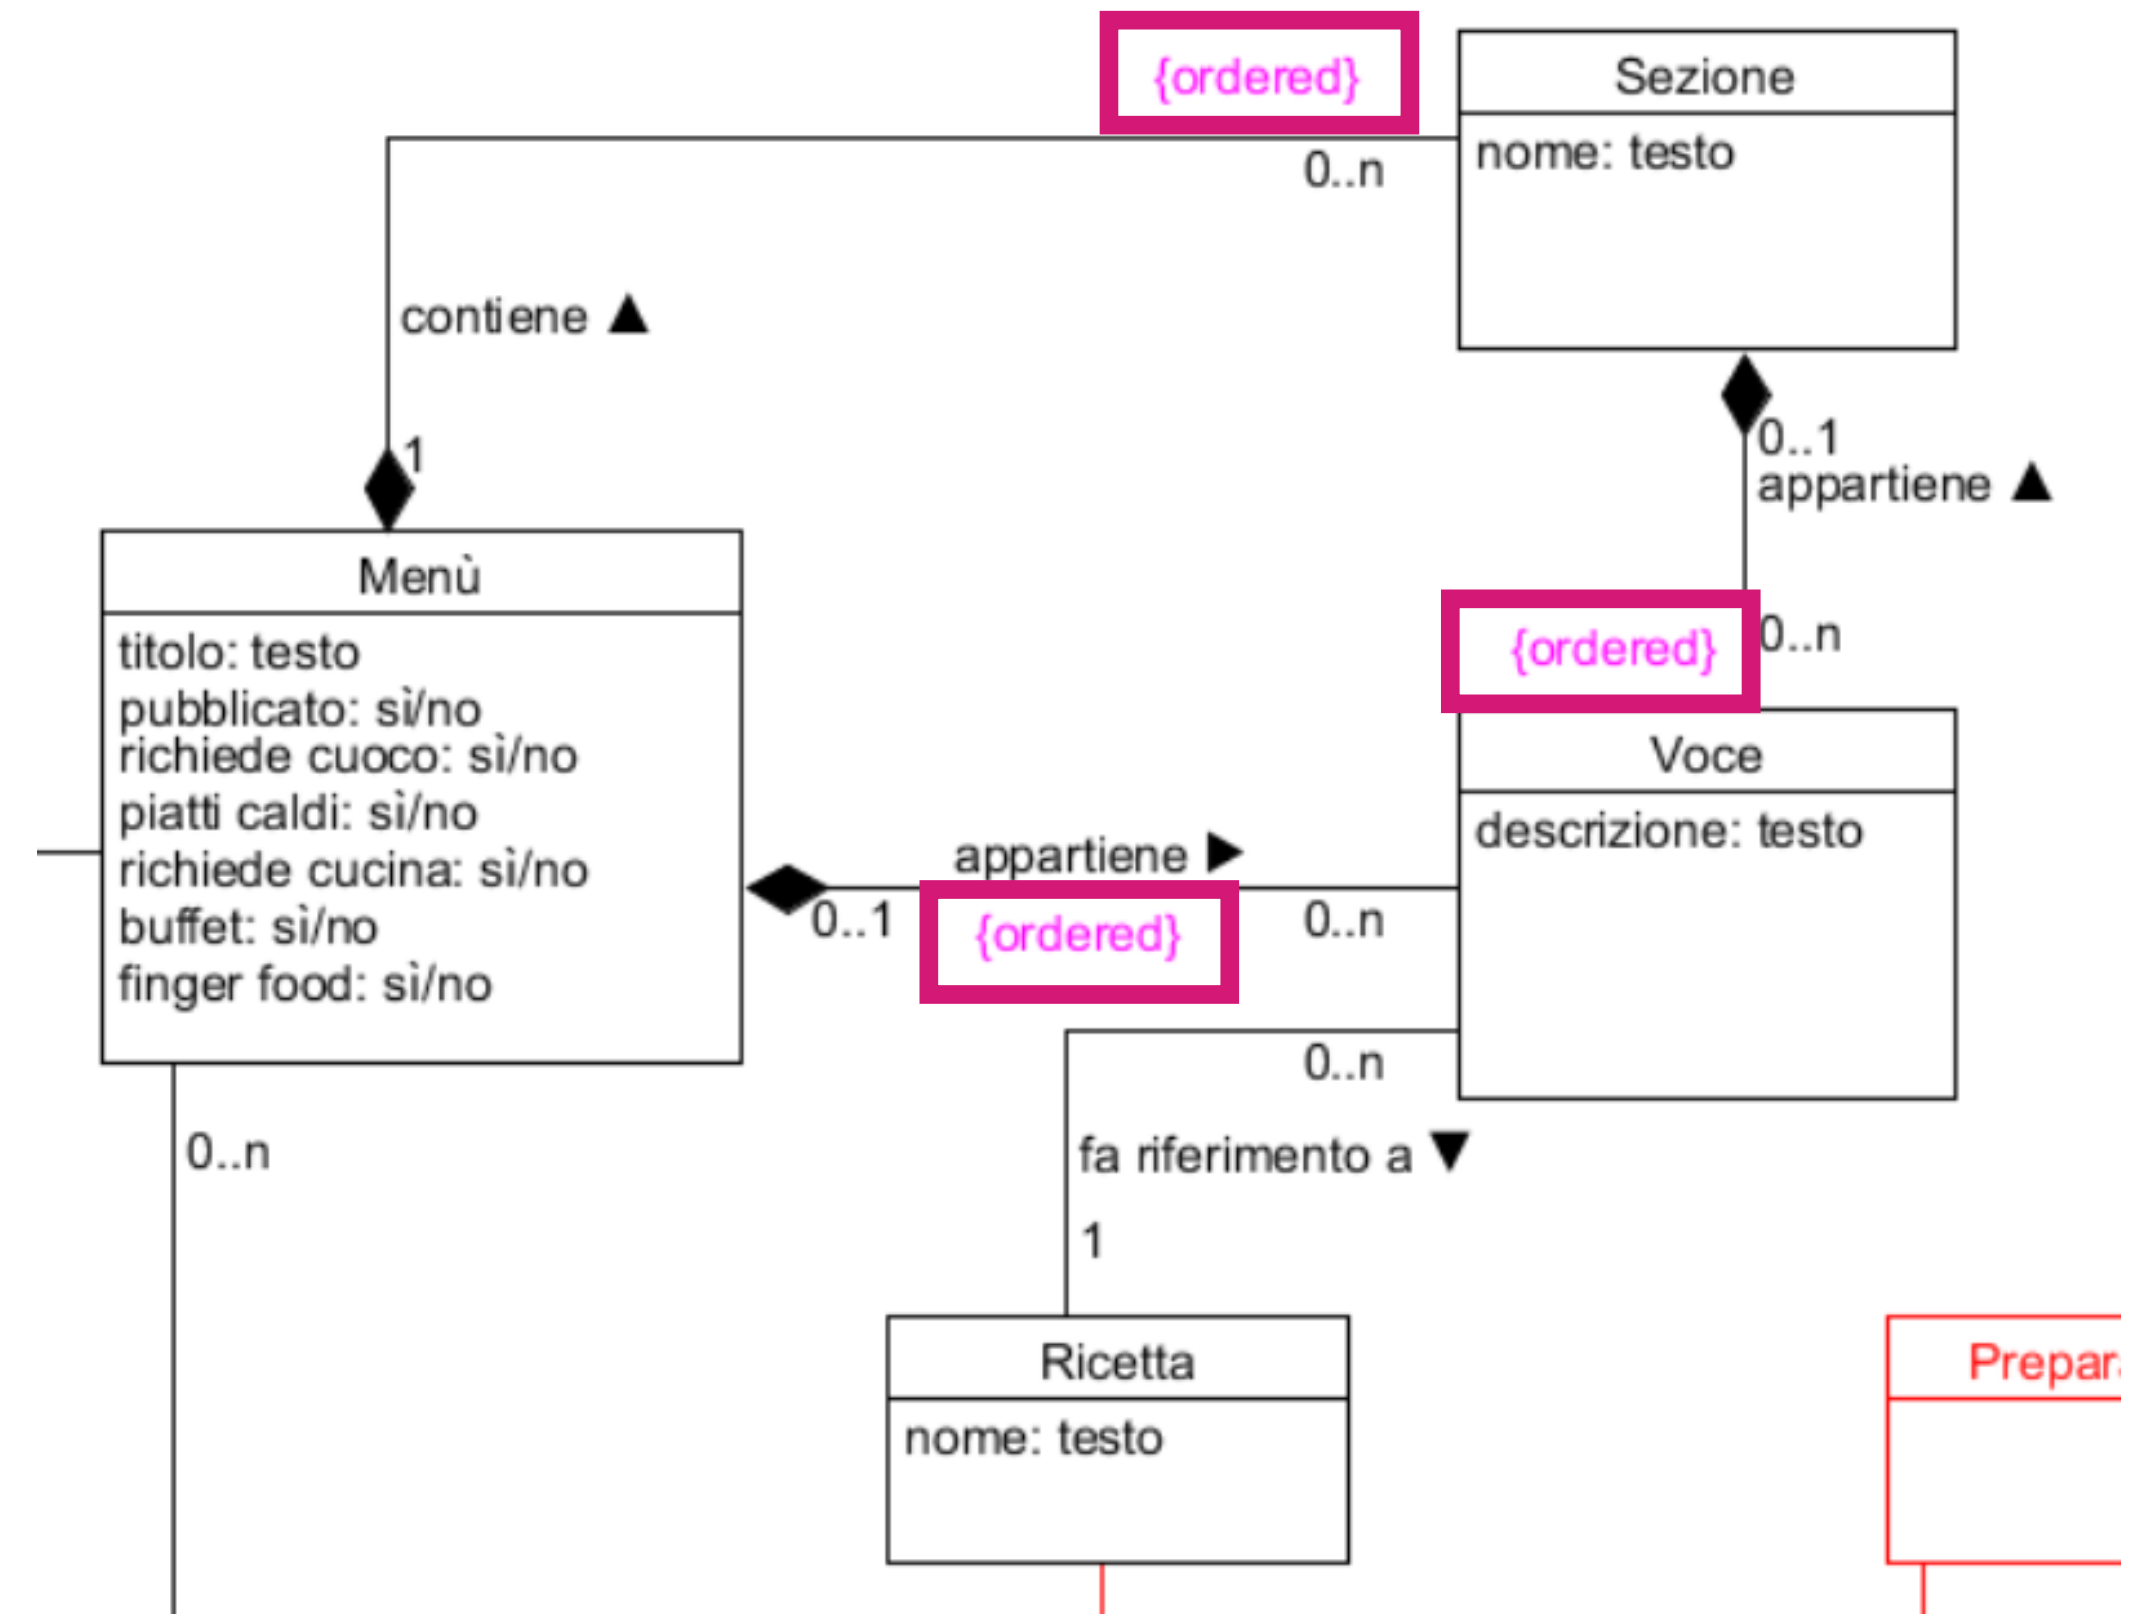 {ordered}
Sezione
nome: testo
0..n
contiene ▲
1
0..1
appartiene ▲
{ordered}
0..n
Menù
titolo: testo
pubblicato: sì/no
richiede cuoco: sì/no
piatti caldi: sì/no
richiede cucina: sì/no
buffet: sì/no
finger food: sì/no
appartiene ▶
0..1
{ordered}
0..n
Voce
descrizione: testo
0..n
fa riferimento a ▼
1
0..n
Ricetta
nome: testo